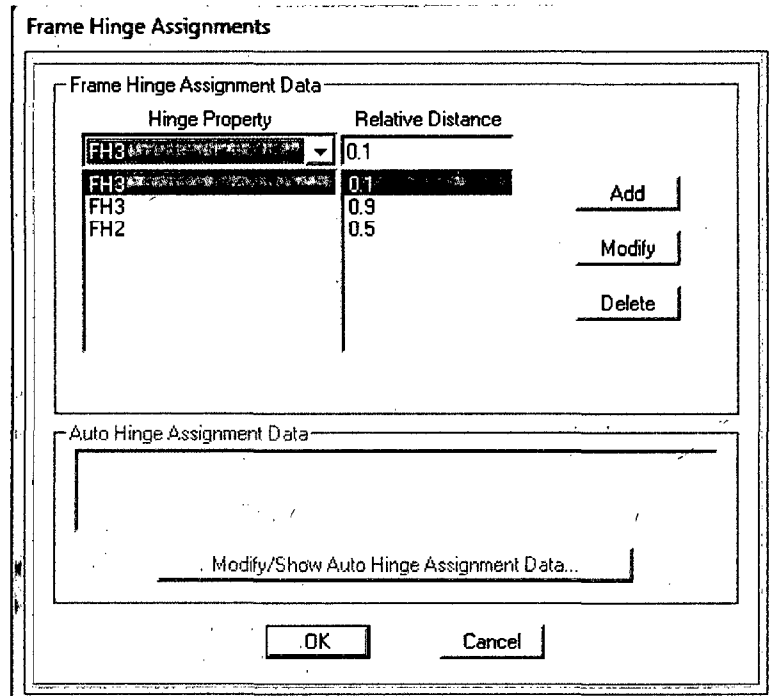 Frame Hinge Assignments
Frame Hinge Assignment Data
Hinge Property Relative Distance
FH3 0.1
FH3 0.1
FH3 0.9
FH2 0.5
Add
Modify
Delete
Auto Hinge Assignment Data
Modify/Show Auto Hinge Assignment Data...
OK Cancel